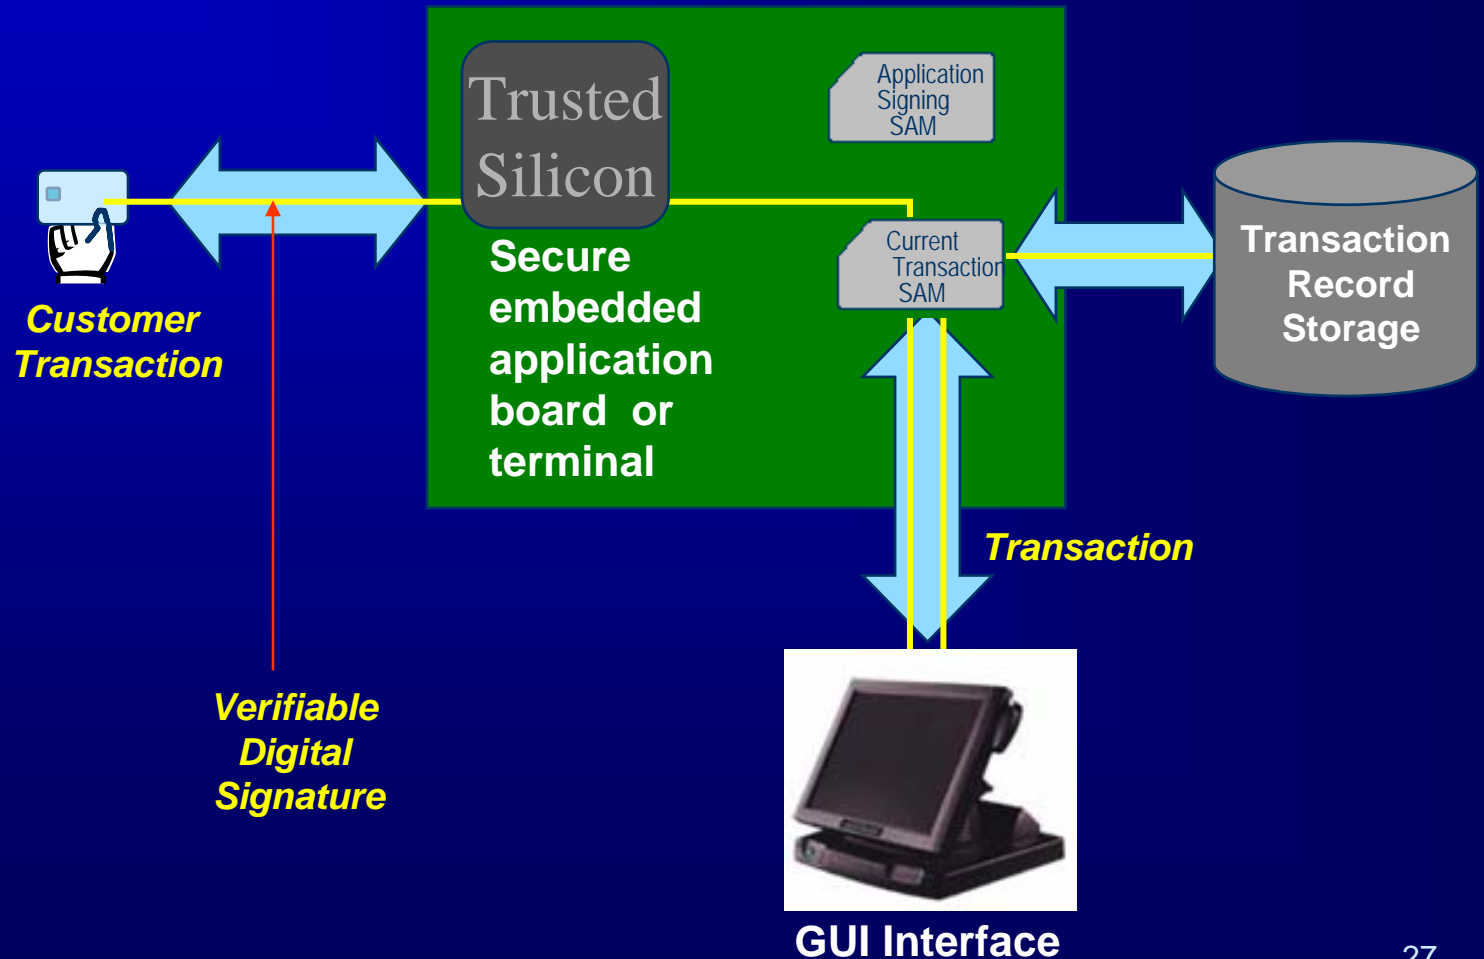 Trusted
Silicon
Application
Signing
SAM
Secure
embedded
application
board or
terminal
Current
Transaction
SAM
Transaction
Record
Storage
Customer
Transaction
Transaction
Verifiable
Digital
Signature
GUI Interface
27